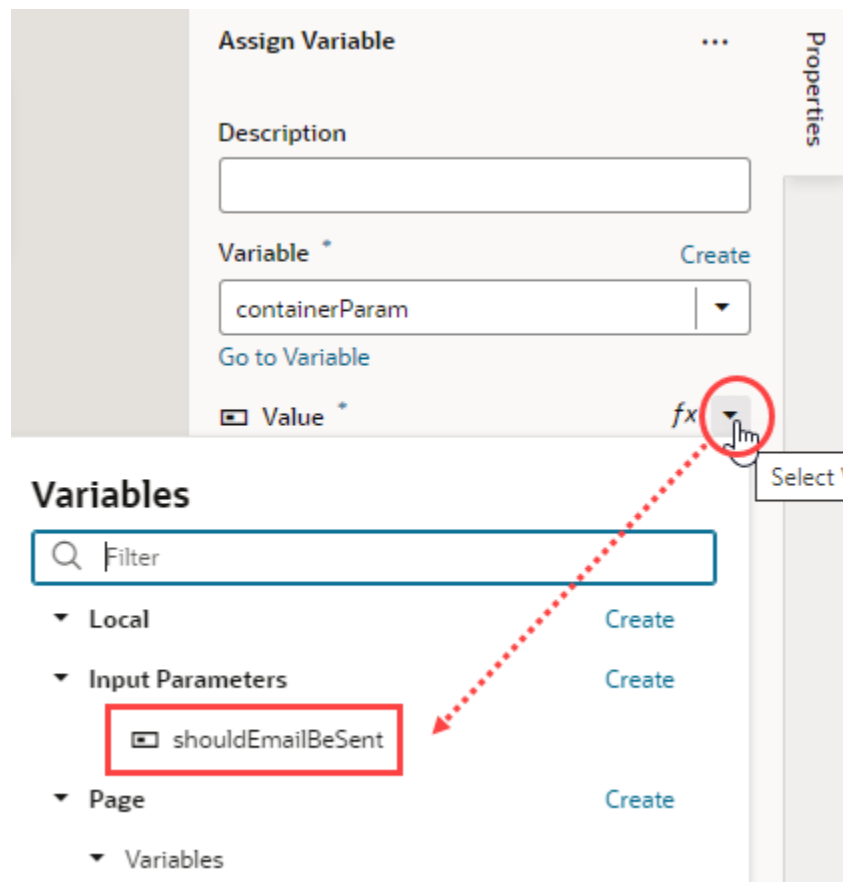 Assign Variable ...
Properties
Description
Variable *
Create
containerParam
Go to Variable
Value *
fx
Select
Variables
Filter
Local
Create
Input Parameters
Create
shouldEmailBeSent
Page
Create
Variables